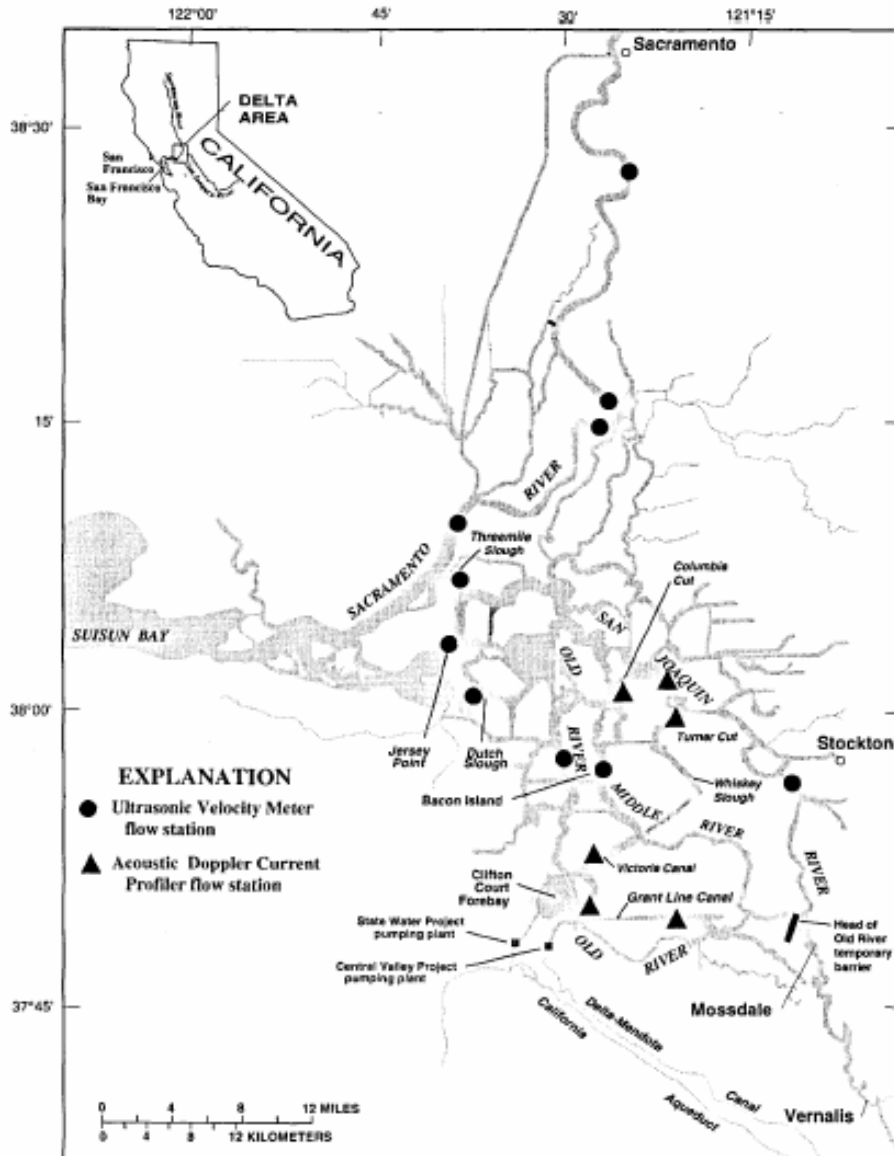 122°00'
45
30
121°15'
Sacramento
38°30'
DELTA
AREA
San
Francisco
San Francisco
Bay
CALIFORNIA
15'
RIVER
SACRAMENTO
Threemile
Slough
Columbia
Cut
SUISUN BAY
SAN
JOAQUIN
OLD
38°00'
Jersey
Point
Dutch
Slough
Turner Cut
Stockton
RIVER
Whiskey
Slough
Bacon Island
MIDDLE
RIVER
EXPLANATION
Ultrasonic Velocity Meter
flow station
Acoustic Doppler Current
Profiler flow station
Victoria Canal
Clifton
Court
Forebay
Grant Line Canal
RIVER
State Water Project
pumping plant
Central Valley Project
pumping plant
OLD
RIVER
Head of
Old River
temporary
barrier
37°45'
Mossdale
California
Delta-Mendota
Canal
Aqueduct
Vernalis
0 4 8 12 MILES
0 4 8 12 KILOMETERS